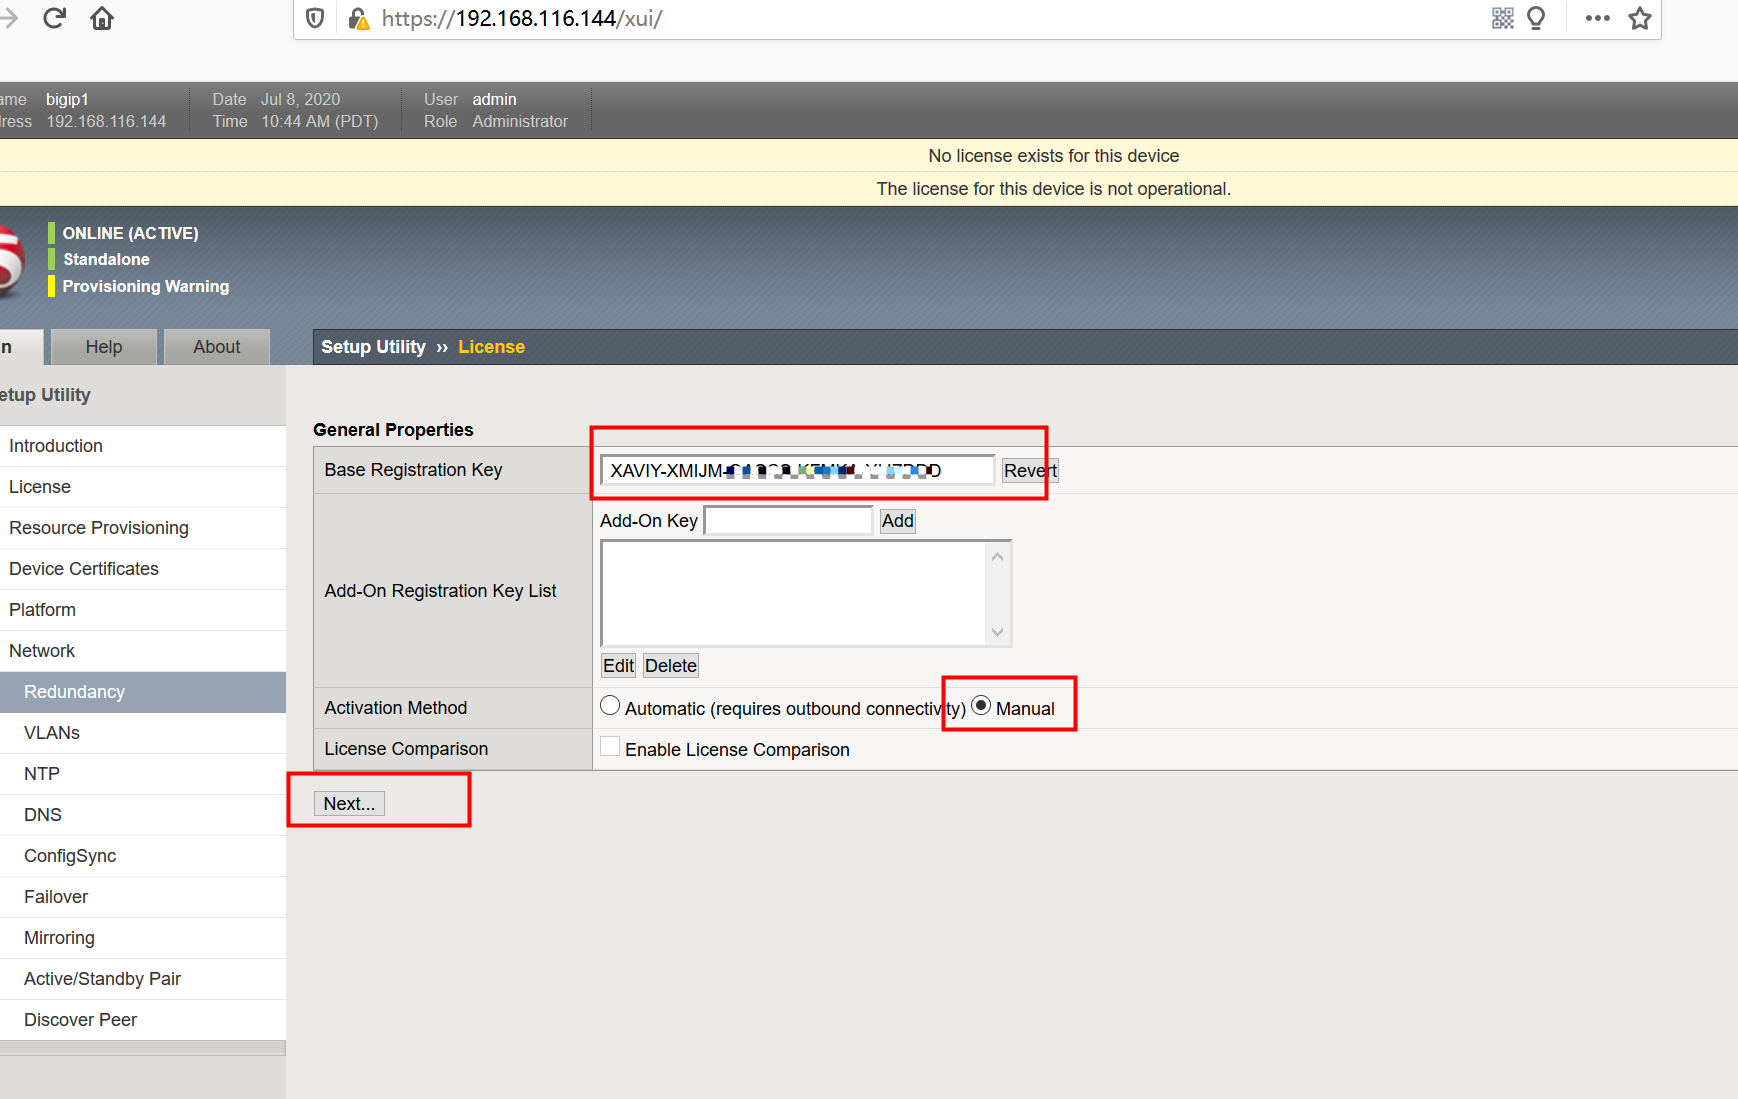 https://192.168.116.144/xui/
ame bigip1 Date Jul 8, 2020 User admin
ress 192.168.116.144 Time 10:44 AM (PDT) Role Administrator
No license exists for this device
The license for this device is not operational.
ONLINE (ACTIVE)
Standalone
Provisioning Warning
n Help About Setup Utility ›› License
etup Utility
Introduction
License
Resource Provisioning
Device Certificates
Platform
Network
Redundancy
VLANs
NTP
DNS
ConfigSync
Failover
Mirroring
Active/Standby Pair
Discover Peer
General Properties
Base Registration Key XAVIY-XMIJM- Revert
Add-On Key Add
Add-On Registration Key List
Edit Delete
Activation Method Automatic (requires outbound connectivity) Manual
License Comparison Enable License Comparison
Next...